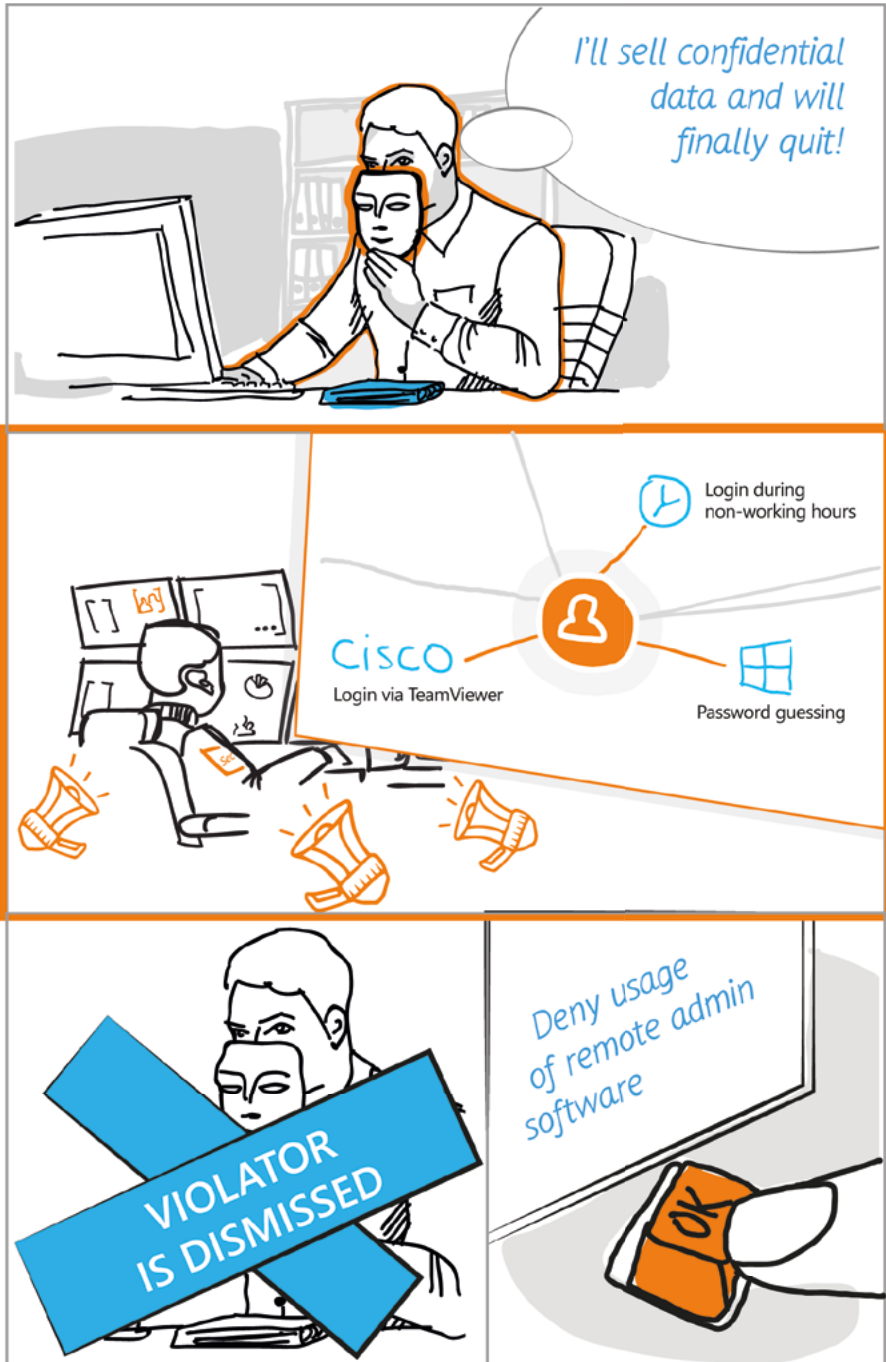 I'll sell confidential
data and will
finally quit!
Login during
non-working hours
cisco
Login via TeamViewer
Password guessing
Sec
VIOLATOR
IS DISMISSED
Deny usage
of remote admin
software
OK